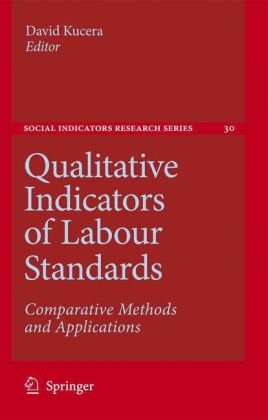 David Kucera
Editor
SOCIAL INDICATORS RESEARCH SERIES 30
Qualitative
Indicators
of Labour
Standards
Comparative Methods
and Applications
Springer